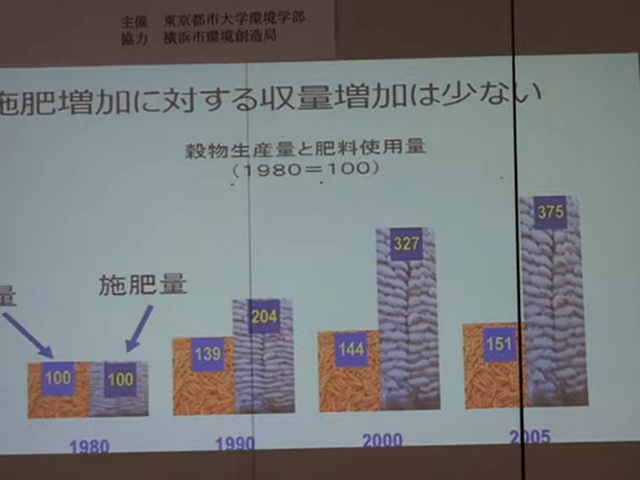 主催 東京都市大学環境学部
協力 横浜市環境創造局
施肥増加に対する収量増加は少ない
穀物生産量と肥料使用量
(1980=100)
量
施肥量
375
327
204
139
144
151
100
100
1980
1990
2000
2005